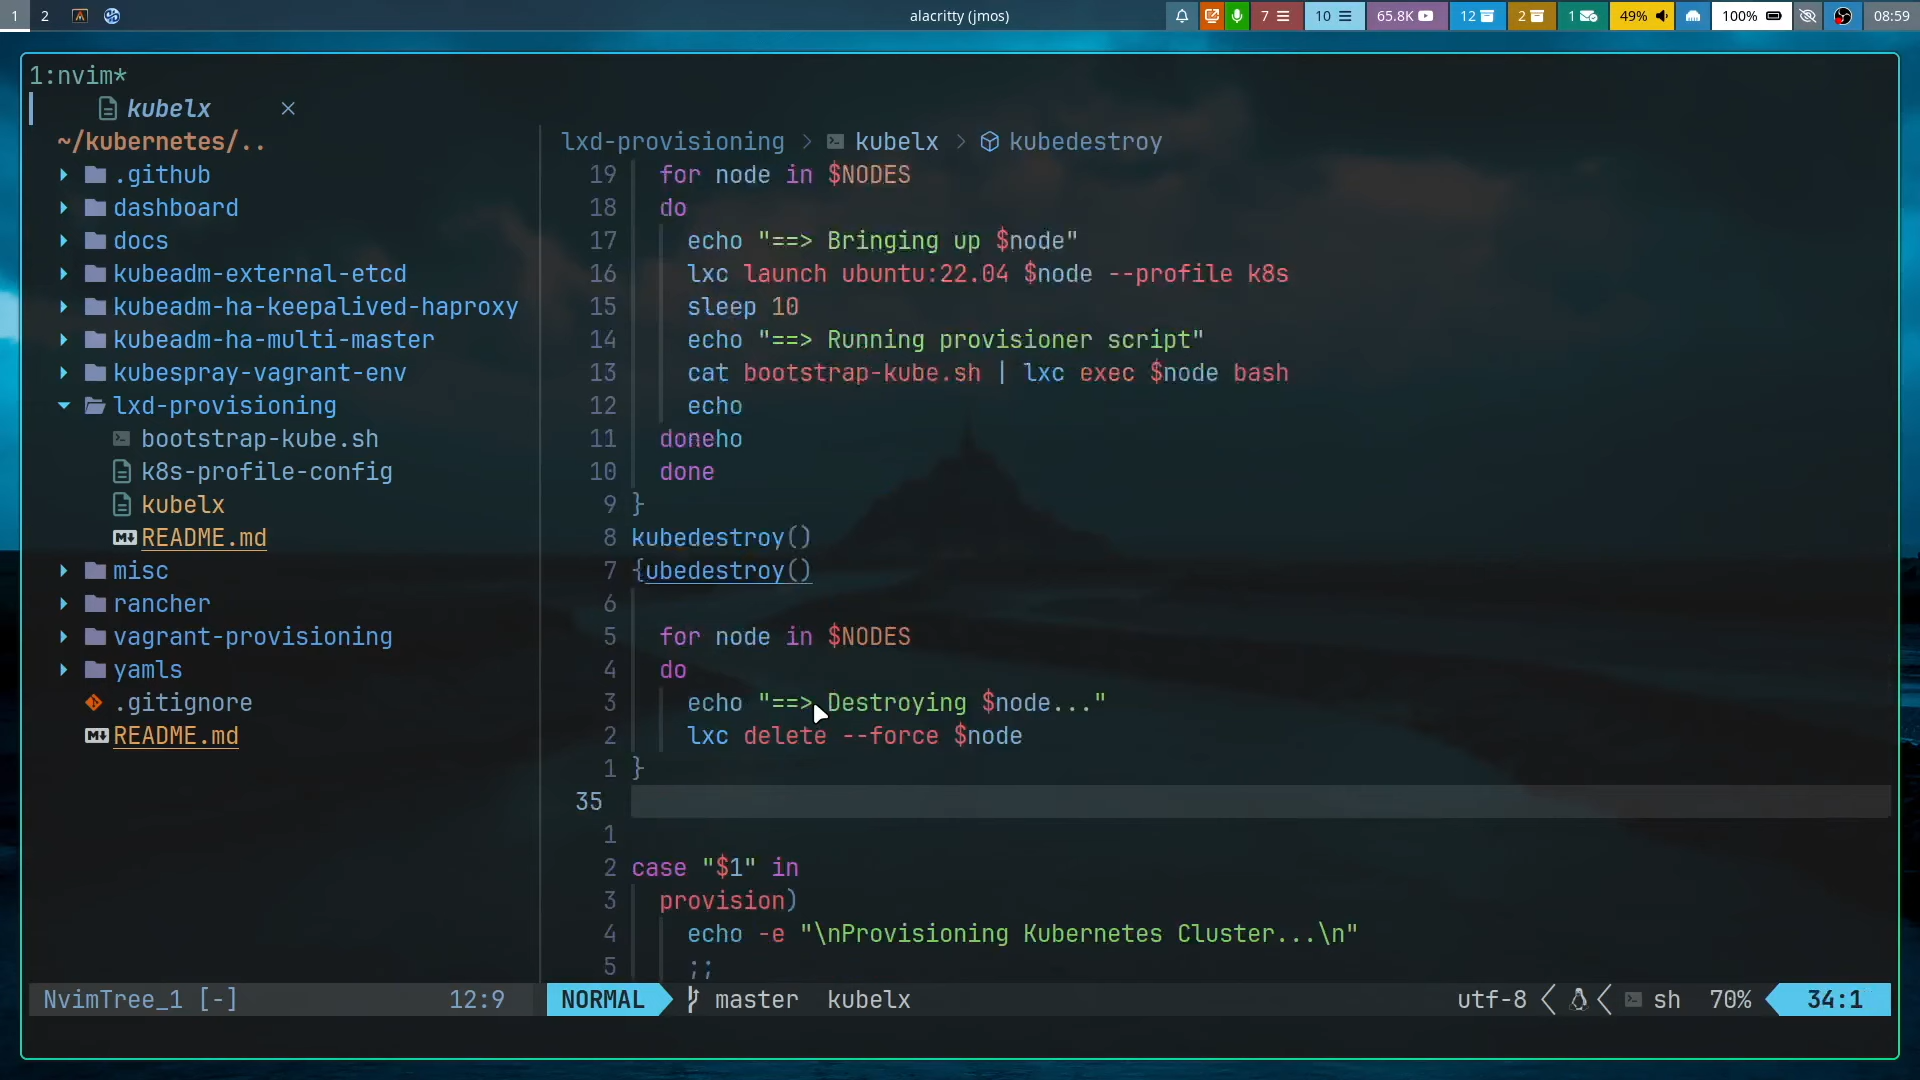 1 2 alacritty (jmos) 7 10 65.8K 12 2 1 49% 100% 08:59
1:nvim*
kubelx ×
~/kubernetes/..
.github
dashboard
docs
kubeadm-external-etcd
kubeadm-ha-keepalived-haproxy
kubeadm-ha-multi-master
kubespray-vagrant-env
lxd-provisioning
bootstrap-kube.sh
k8s-profile-config
kubelx
README.md
misc
rancher
vagrant-provisioning
yamls
.gitignore
README.md
NvimTree_1 [-] 12:9
lxd-provisioning > kubelx > kubedestroy
19 for node in $NODES
18 do
17 echo "==> Bringing up $node"
16 lxc launch ubuntu:22.04 $node --profile k8s
15 sleep 10
14 echo "==> Running provisioner script"
13 cat bootstrap-kube.sh | lxc exec $node bash
12 echo
11 doneho
10 done
9 }
8 kubedestroy()
7 {ubedestroy()
6
5 for node in $NODES
4 do
3 echo "==> Destroying $node..."
2 lxc delete --force $node
1 }
35
1
2 case "$1" in
3 provision)
4 echo -e "\nProvisioning Kubernetes Cluster...\n"
5 ;;
NORMAL master kubelx utf-8 sh 70% 34:1